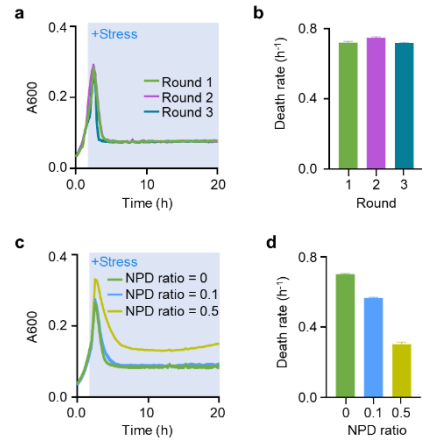 a
+Stress
0.4
0.2
0.0
A600
Round 1
Round 2
Round 3
0
10
20
Time (h)
b
0.8
0.4
0.0
Death rate (h⁻¹)
1 2 3
Round
c
+Stress
0.4
0.2
0.0
A600
NPD ratio = 0
NPD ratio = 0.1
NPD ratio = 0.5
0
10
20
Time (h)
d
0.8
0.4
0
Death rate (h⁻¹)
0 0.1 0.5
NPD ratio